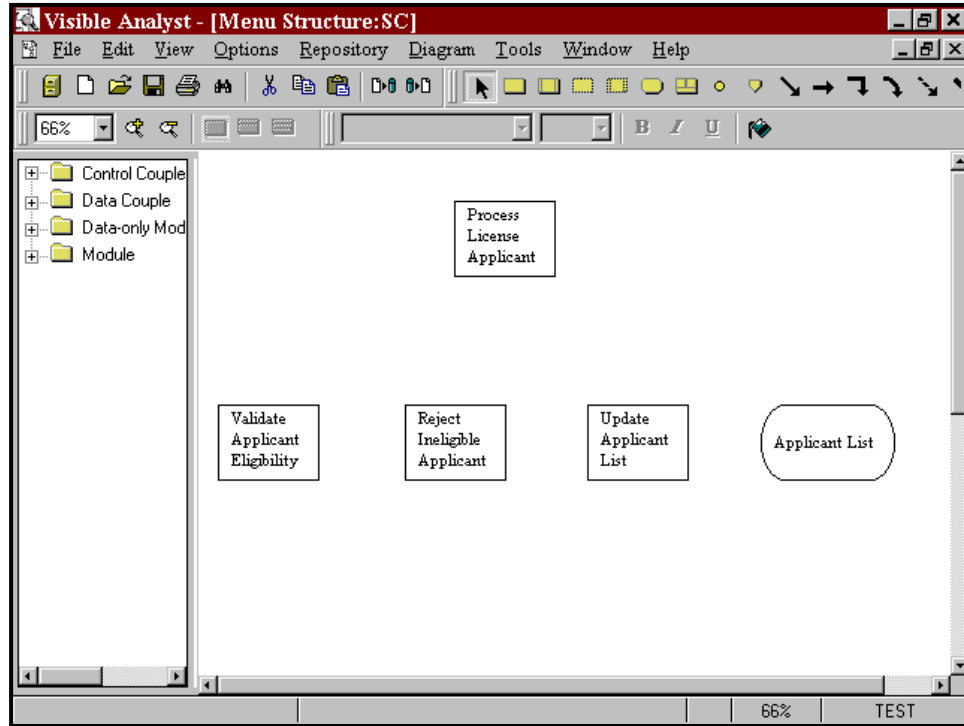 Visible Analyst - [Menu Structure:SC]
File Edit View Options Repository Diagram Tools Window Help
66% B I U
Control Couple
Data Couple
Data-only Mod
Module
Process
License
Applicant
Validate
Applicant
Eligibility
Reject
Ineligible
Applicant
Update
Applicant
List
Applicant List
66% TEST